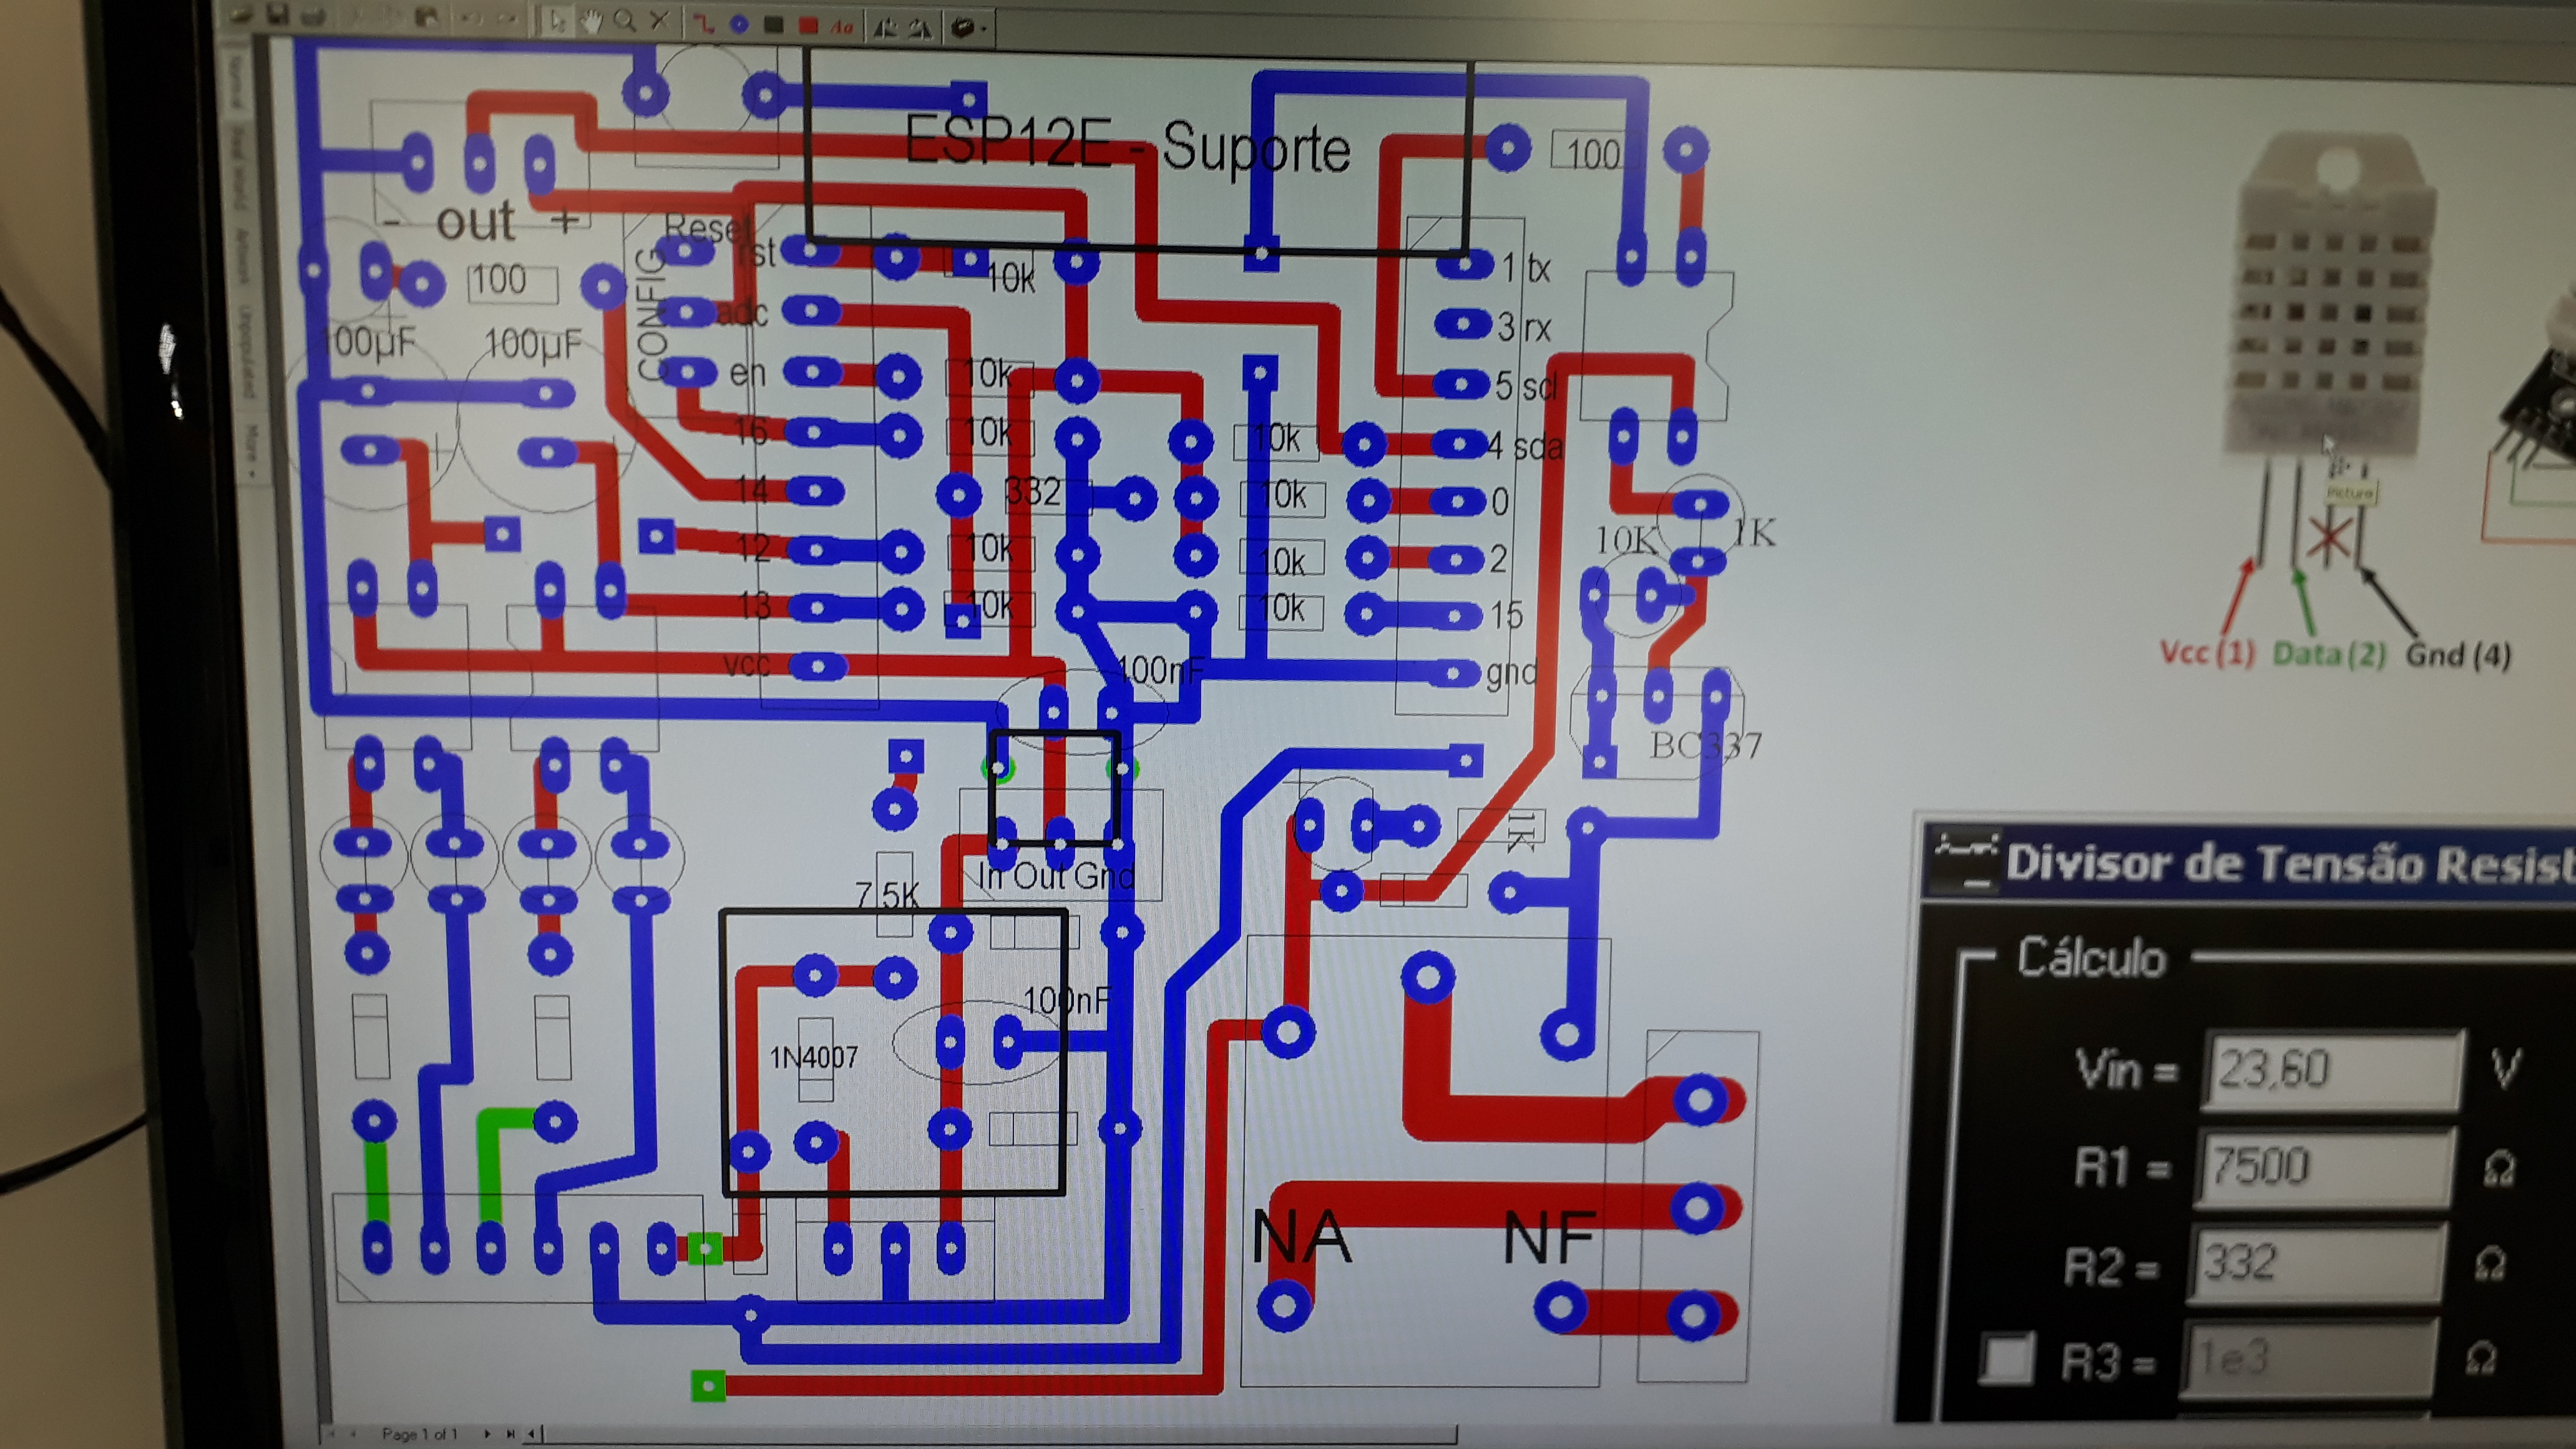 Aa
ESP12E - Suporte
100
- out +
Reset
rst
10k
1 tx
100
CONFIG
adc
3 rx
100µF
100µF
en
10k
5 scl
16
10k
10k
4 sda
14
332
10k
0
10K
1K
12
10k
10k
2
13
10k
10k
15
vcc
100nF
gnd
BC337
1K
In Out Gnd
7.5K
100nF
1N4007
NA
NF
Page 1 of 1
Picture
Vcc (1) Data (2) Gnd (4)
Divisor de Tensão Resist
Cálculo
Vin = 23,60 V
R1 = 7500 Ω
R2 = 332 Ω
R3 = 1e3 Ω